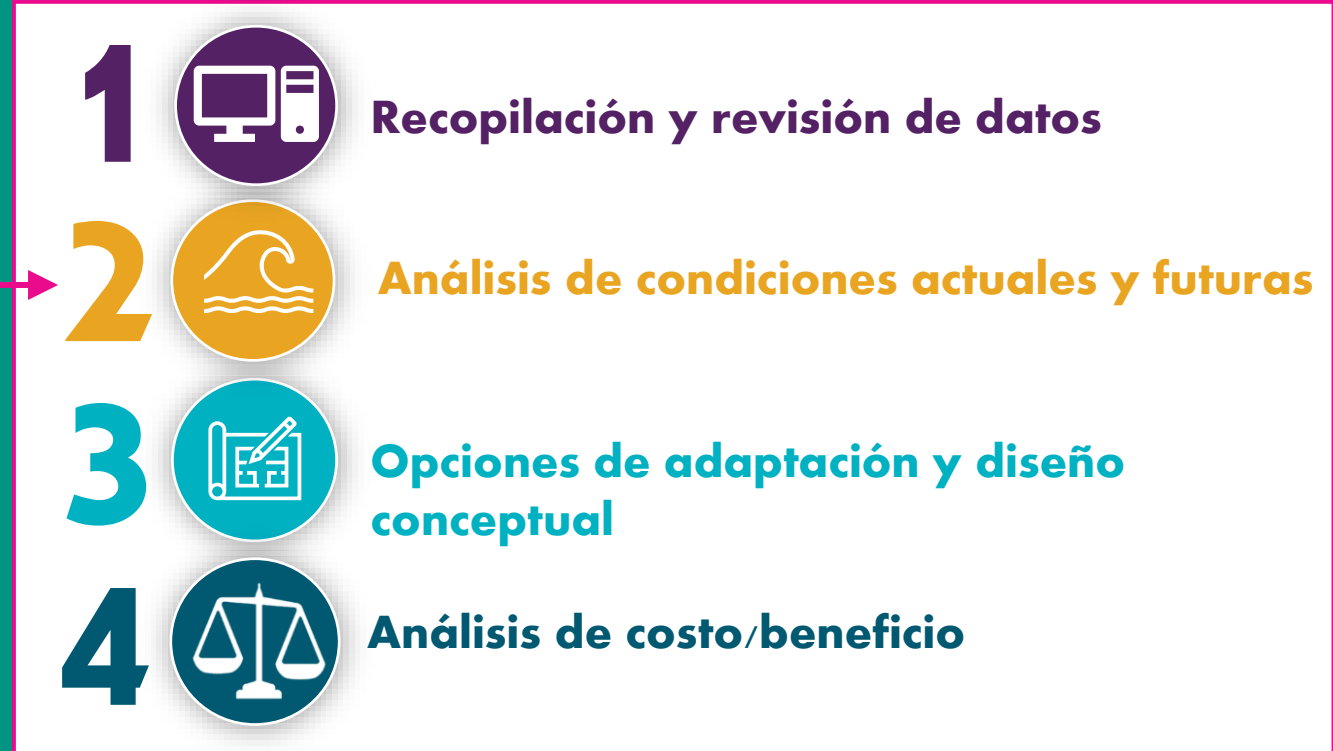 1
Recopilación y revisión de datos
2
Análisis de condiciones actuales y futuras
3
Opciones de adaptación y diseño
conceptual
4
Análisis de costo/beneficio